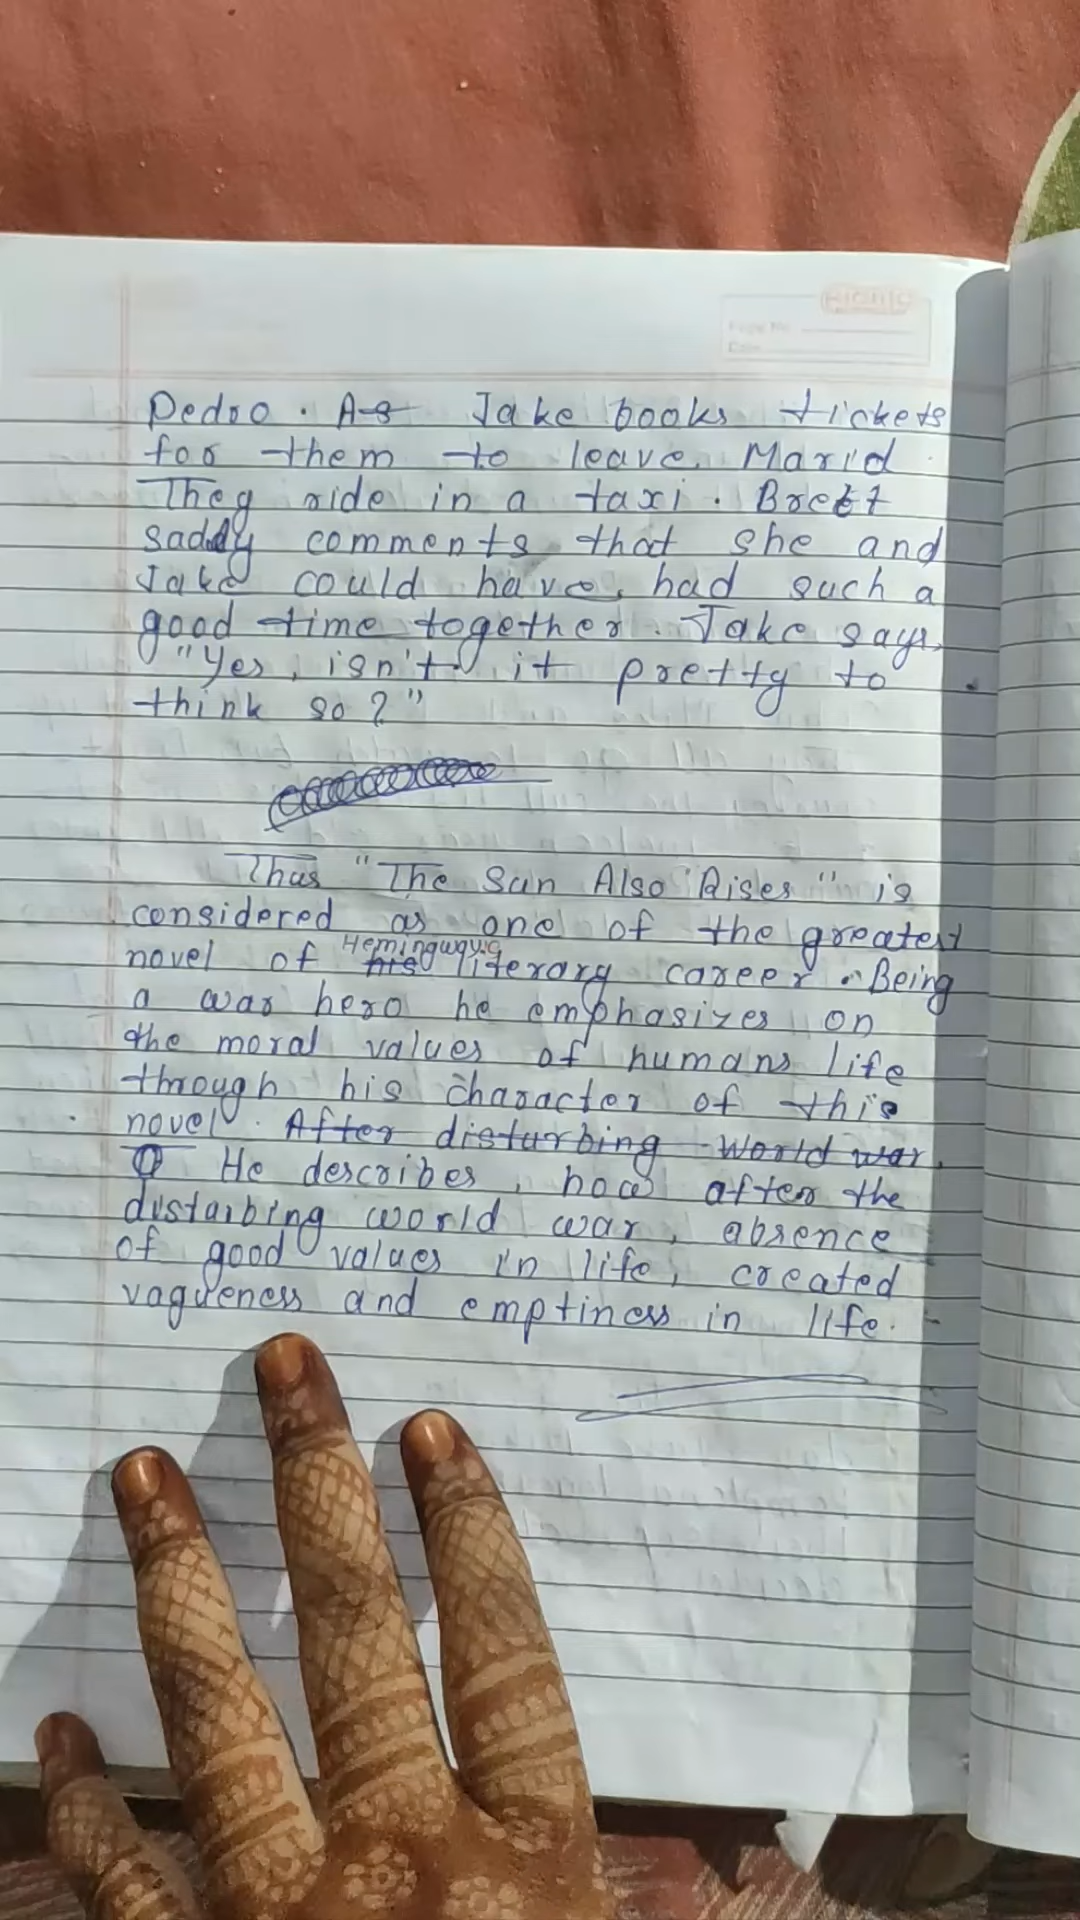 Page No.
Date
Pedro. As Jake books tickets
for them to leave Marid.
They ride in a taxi. Brett
saddly comments that she and
Jake could have had such a
good time together. Jake says,
"Yes, isn't it pretty to
think so?"
Thus "The Sun Also Rises" is
considered as one of the greatest
Hemingway's
novel of his literary career. Being
a war hero he emphasizes on
the moral values of humans life
through his character of this
novel. After disturbing World war,
He describes, how after the
disturbing world war, absence
of good values in life, created
vagueness and emptiness in life.